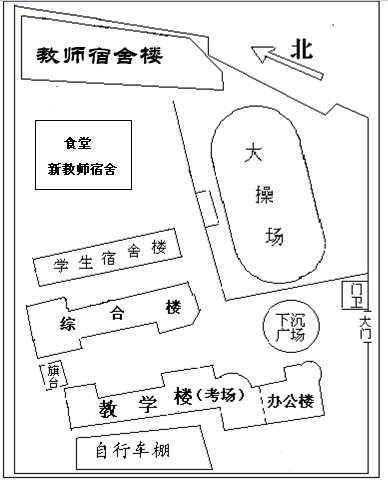 教师宿舍楼
北
食堂
新教师宿舍
大操场
学生宿舍楼
综合楼
门卫
大门
下沉
广场
旗台
教学楼(考场)
办公楼
自行车棚